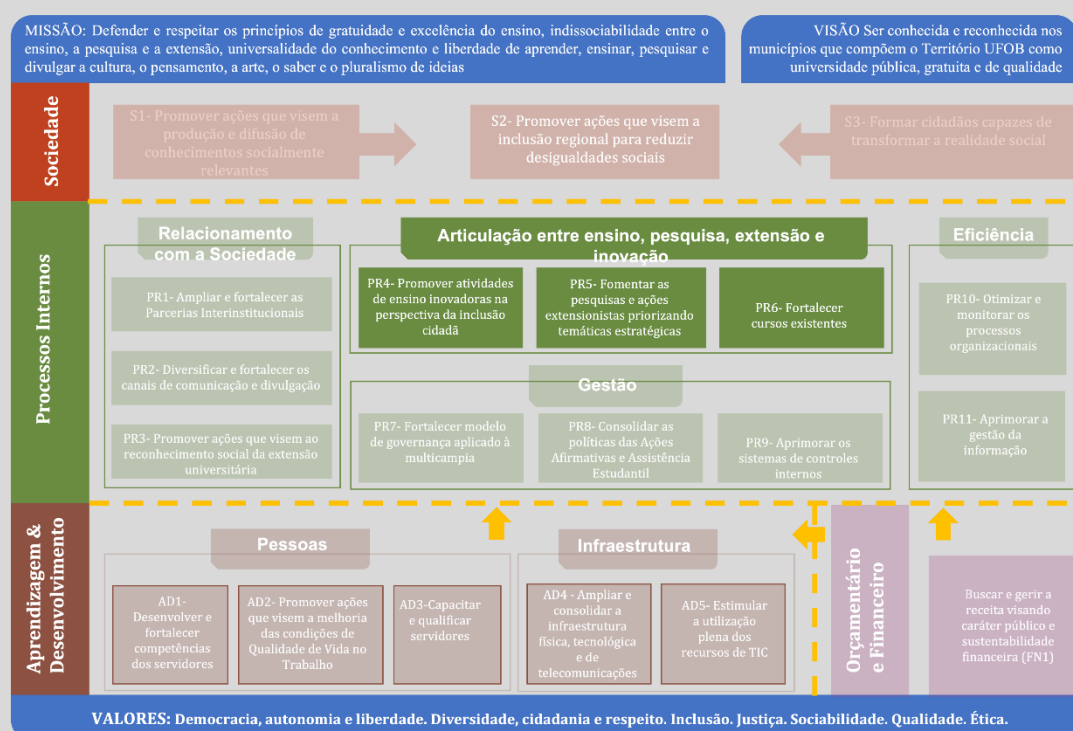 MISSÃO: Defender e respeitar os princípios de gratuidade e excelência do ensino, indissociabilidade entre o
ensino, a pesquisa e a extensão, universalidade do conhecimento e liberdade de aprender, ensinar, pesquisar e
divulgar a cultura, o pensamento, a arte, o saber e o pluralismo de ideias
VISÃO Ser conhecida e reconhecida nos
municípios que compõem o Território UFOB como
universidade pública, gratuita e de qualidade
Sociedade
S1- Promover ações que visem a
produção e difusão de
conhecimentos socialmente
relevantes
S2- Promover ações que visem a
inclusão regional para reduzir
desigualdades sociais
S3- Formar cidadãos capazes de
transformar a realidade social
Processos Internos
Relacionamento
com a Sociedade
PR1- Ampliar e fortalecer as
Parcerias Interinstitucionais
PR2- Diversificar e fortalecer os
canais de comunicação e divulgação
PR3- Promover ações que visem ao
reconhecimento social da extensão
universitária
Articulação entre ensino, pesquisa, extensão e
inovação
PR4- Promover atividades
de ensino inovadoras na
perspectiva da inclusão
cidadã
PR5- Fomentar as
pesquisas e ações
extensionistas priorizando
temáticas estratégicas
PR6- Fortalecer
cursos existentes
Gestão
PR7- Fortalecer modelo
de governança aplicado à
multicampia
PR8- Consolidar as
políticas das Ações
Afirmativas e Assistência
Estudantil
PR9- Aprimorar os
sistemas de controles
internos
Eficiência
PR10- Otimizar e
monitorar os
processos
organizacionais
PR11- Aprimorar a
gestão da
informação
Aprendizagem &
Desenvolvimento
Pessoas
AD1-
Desenvolver e
fortalecer
competências
dos servidores
AD2- Promover ações
que visem a melhoria
das condições de
Qualidade de Vida no
Trabalho
AD3-Capacitar
e qualificar
servidores
Infraestrutura
AD4 - Ampliar e
consolidar a
infraestrutura
física, tecnológica
e de
telecomunicações
AD5- Estimular
a utilização
plena dos
recursos de TIC
Orçamentário
e Financeiro
Buscar e gerir a
receita visando
caráter público e
sustentabilidade
financeira (FN1)
VALORES: Democracia, autonomia e liberdade. Diversidade, cidadania e respeito. Inclusão. Justiça. Sociabilidade. Qualidade. Ética.